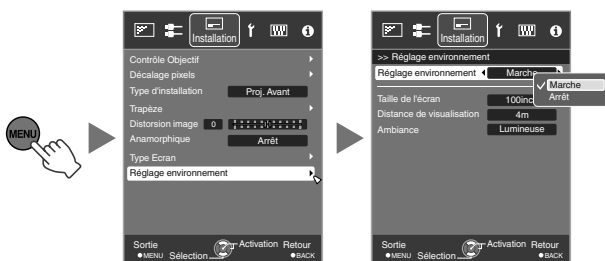 MENU
Installation
Contrôle Objectif
Décalage pixels
Type d'installation Proj. Avant
Trapèze
Distorsion image 0
Anamorphique Arrêt
Type Ecran
Réglage environnement
Sortie Activation Retour
MENU Sélection BACK
Installation
>> Réglage environnement
Réglage environnement Marche
Marche
Arrêt
Taille de l'écran 100inc
Distance de visualisation 4m
Ambiance Lumineuse
Sortie Activation Retour
MENU Sélection BACK